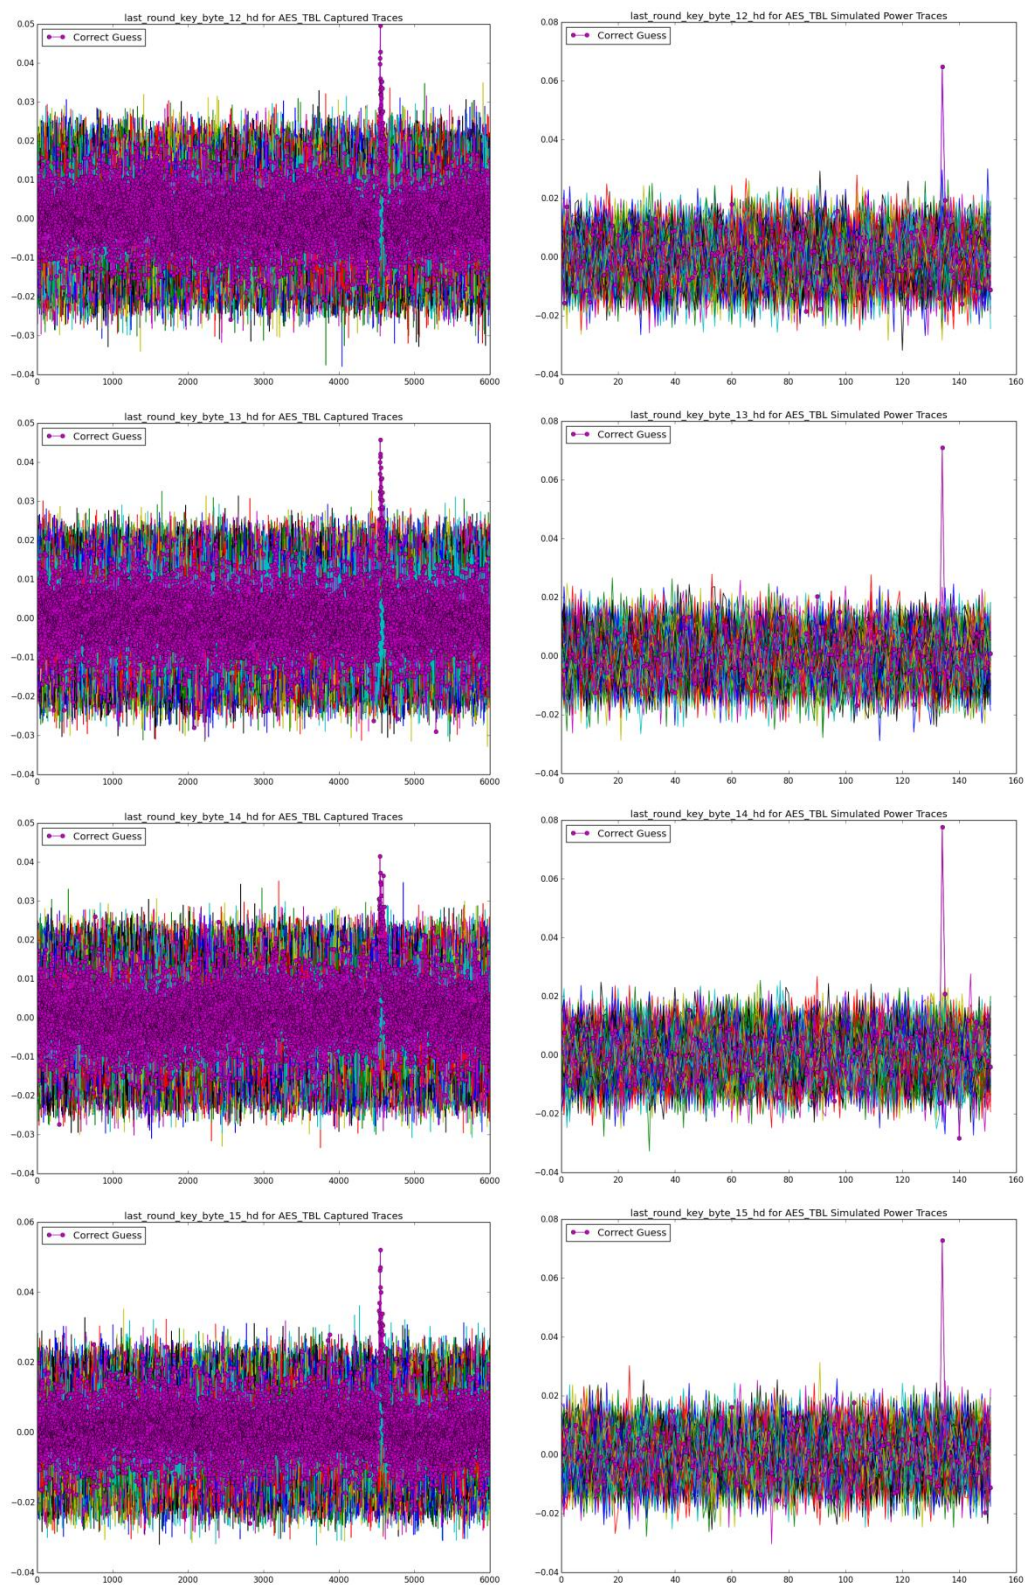 last_round_key_byte_12_hd for AES_TBL Captured Traces
Correct Guess
0.05
0.04
0.03
0.02
0.01
0.00
−0.01
−0.02
−0.03
−0.04
0 1000 2000 3000 4000 5000 6000
last_round_key_byte_12_hd for AES_TBL Simulated Power Traces
Correct Guess
0.08
0.06
0.04
0.02
0.00
−0.02
−0.04
0 20 40 60 80 100 120 140 160
last_round_key_byte_13_hd for AES_TBL Captured Traces
Correct Guess
0.05
0.04
0.03
0.02
0.01
0.00
−0.01
−0.02
−0.03
−0.04
0 1000 2000 3000 4000 5000 6000
last_round_key_byte_13_hd for AES_TBL Simulated Power Traces
Correct Guess
0.08
0.06
0.04
0.02
0.00
−0.02
−0.04
0 20 40 60 80 100 120 140 160
last_round_key_byte_14_hd for AES_TBL Captured Traces
Correct Guess
0.05
0.04
0.03
0.02
0.01
0.00
−0.01
−0.02
−0.03
−0.04
0 1000 2000 3000 4000 5000 6000
last_round_key_byte_14_hd for AES_TBL Simulated Power Traces
Correct Guess
0.08
0.06
0.04
0.02
0.00
−0.02
−0.04
0 20 40 60 80 100 120 140 160
last_round_key_byte_15_hd for AES_TBL Captured Traces
Correct Guess
0.06
0.04
0.02
0.00
−0.02
−0.04
0 1000 2000 3000 4000 5000 6000
last_round_key_byte_15_hd for AES_TBL Simulated Power Traces
Correct Guess
0.08
0.06
0.04
0.02
0.00
−0.02
−0.04
0 20 40 60 80 100 120 140 160